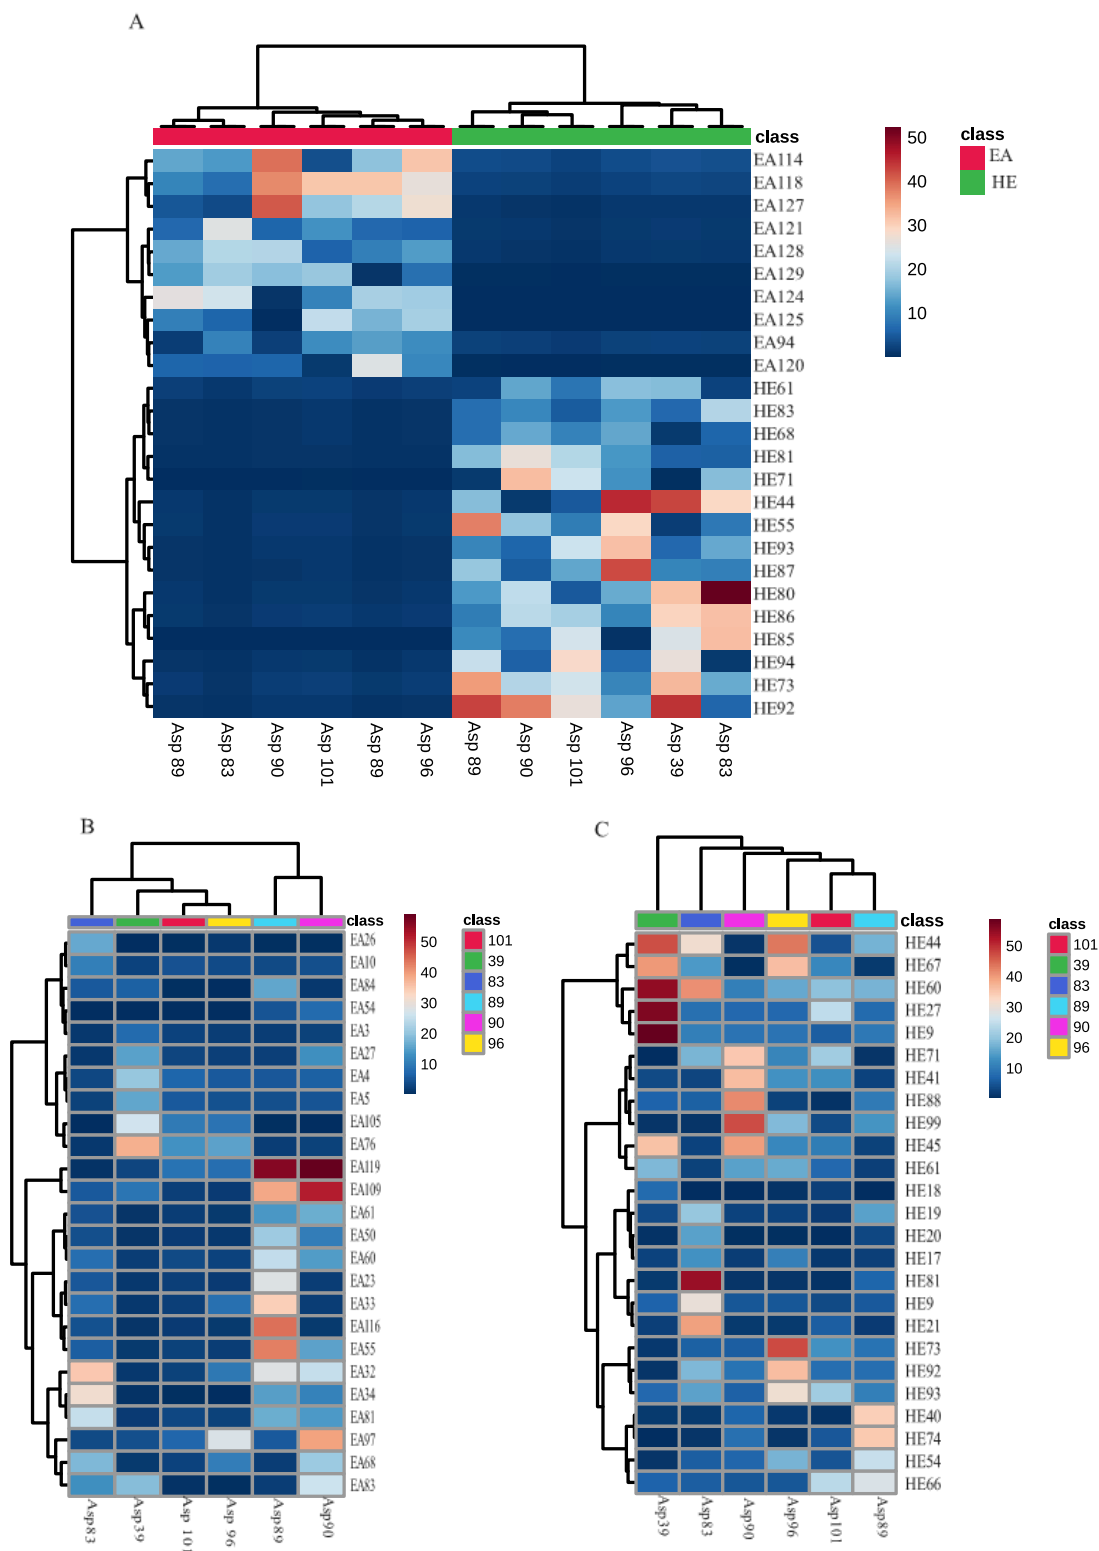 A
class
EA114
EA118
EA127
EA121
EA128
EA129
EA124
EA125
EA94
EA120
HE61
HE83
HE68
HE81
HE71
HE44
HE55
HE93
HE87
HE80
HE86
HE85
HE94
HE73
HE92
50
40
30
20
10
class
EA
HE
Asp 89
Asp 83
Asp 90
Asp 101
Asp 89
Asp 96
Asp 89
Asp 90
Asp 101
Asp 96
Asp 39
Asp 83
B
class
EA26
EA10
EA84
EA54
EA3
EA27
EA4
EA5
EA105
EA76
EA119
EA109
EA61
EA50
EA60
EA23
EA33
EA116
EA55
EA32
EA34
EA81
EA97
EA68
EA83
50
40
30
20
10
class
101
39
83
89
90
96
Asp83
Asp39
Asp 101
Asp 96
Asp89
Asp90
C
class
HE44
HE67
HE60
HE27
HE9
HE71
HE41
HE88
HE99
HE45
HE61
HE18
HE19
HE20
HE17
HE81
HE9
HE21
HE73
HE92
HE93
HE40
HE74
HE54
HE66
50
40
30
20
10
class
101
39
83
89
90
96
Asp39
Asp83
Asp90
Asp96
Asp101
Asp89